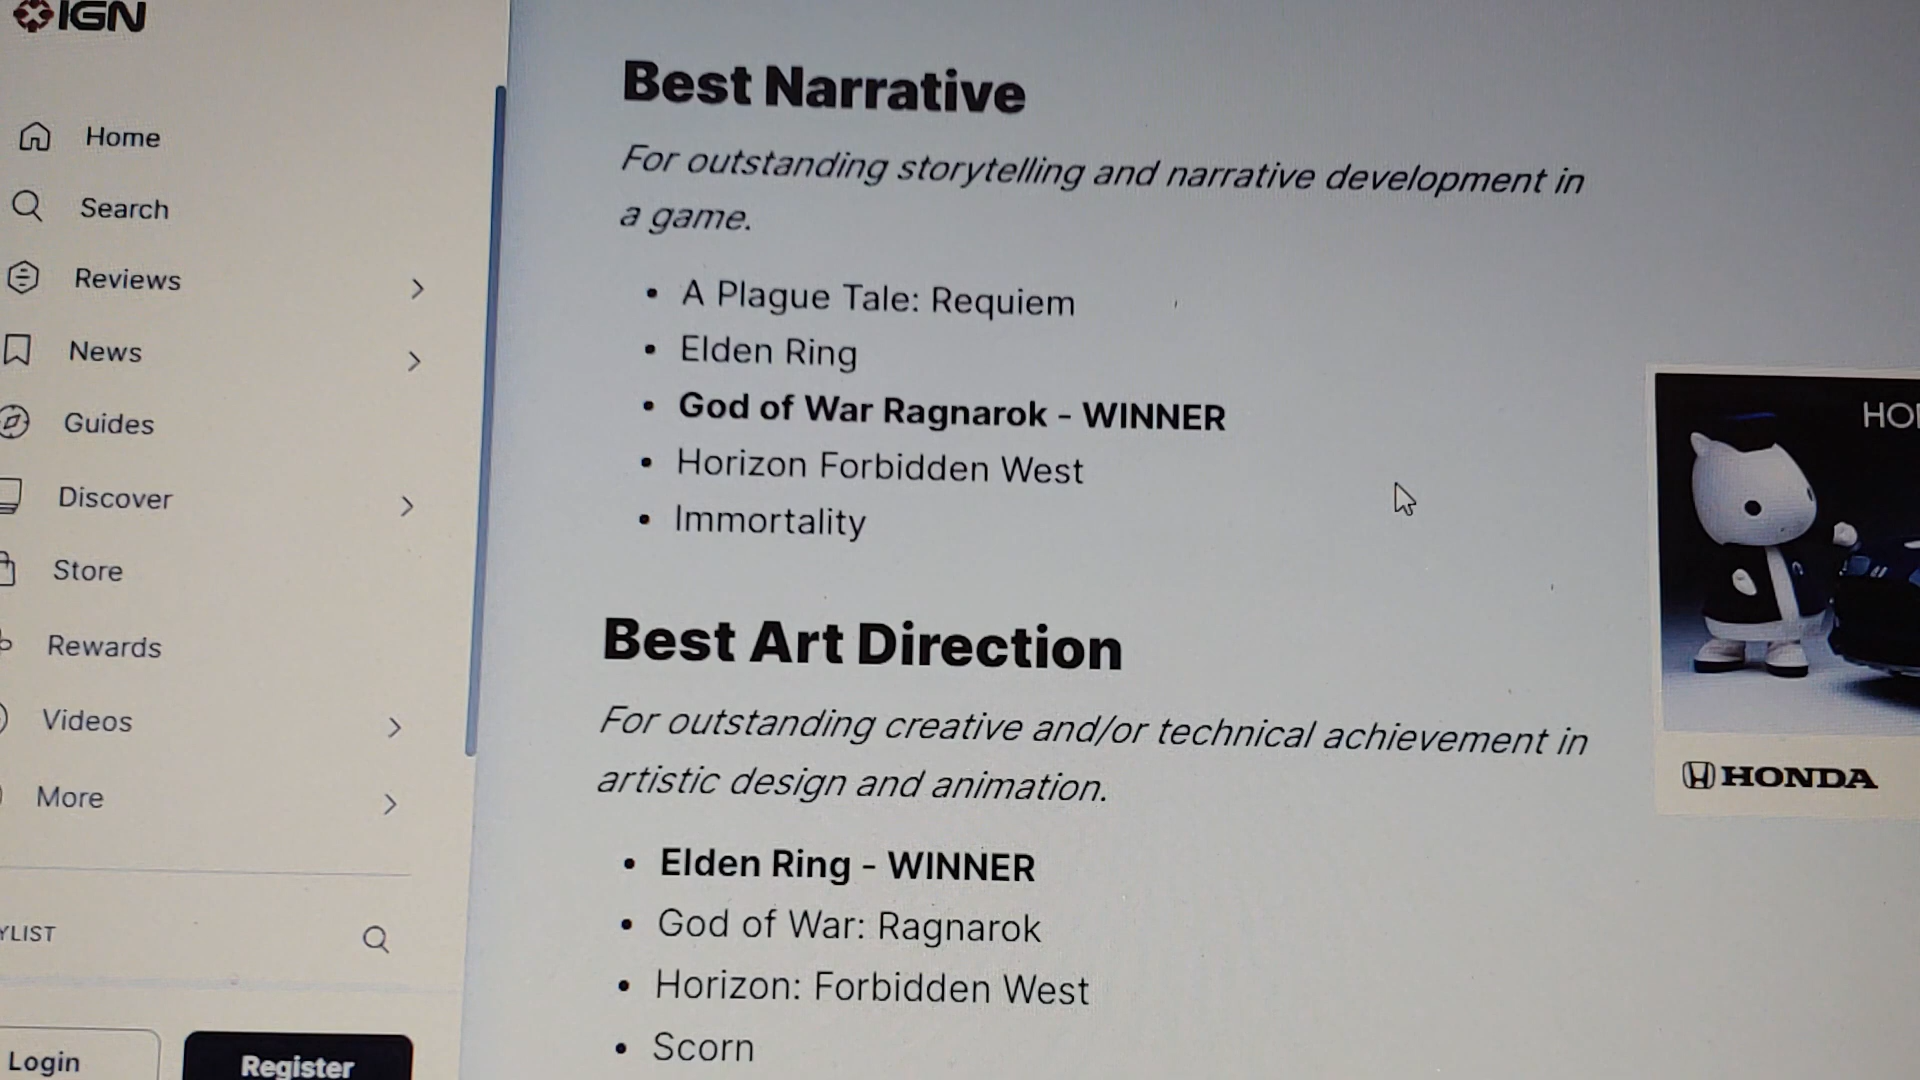 IGN
Home
Search
Reviews
News
Guides
Discover
Store
Rewards
Videos
More
YLIST
Login
Register
Best Narrative
For outstanding storytelling and narrative development in
a game.
• A Plague Tale: Requiem
• Elden Ring
• God of War Ragnarok - WINNER
• Horizon Forbidden West
• Immortality
Best Art Direction
For outstanding creative and/or technical achievement in
artistic design and animation.
• Elden Ring - WINNER
• God of War: Ragnarok
• Horizon: Forbidden West
• Scorn
HO
HONDA